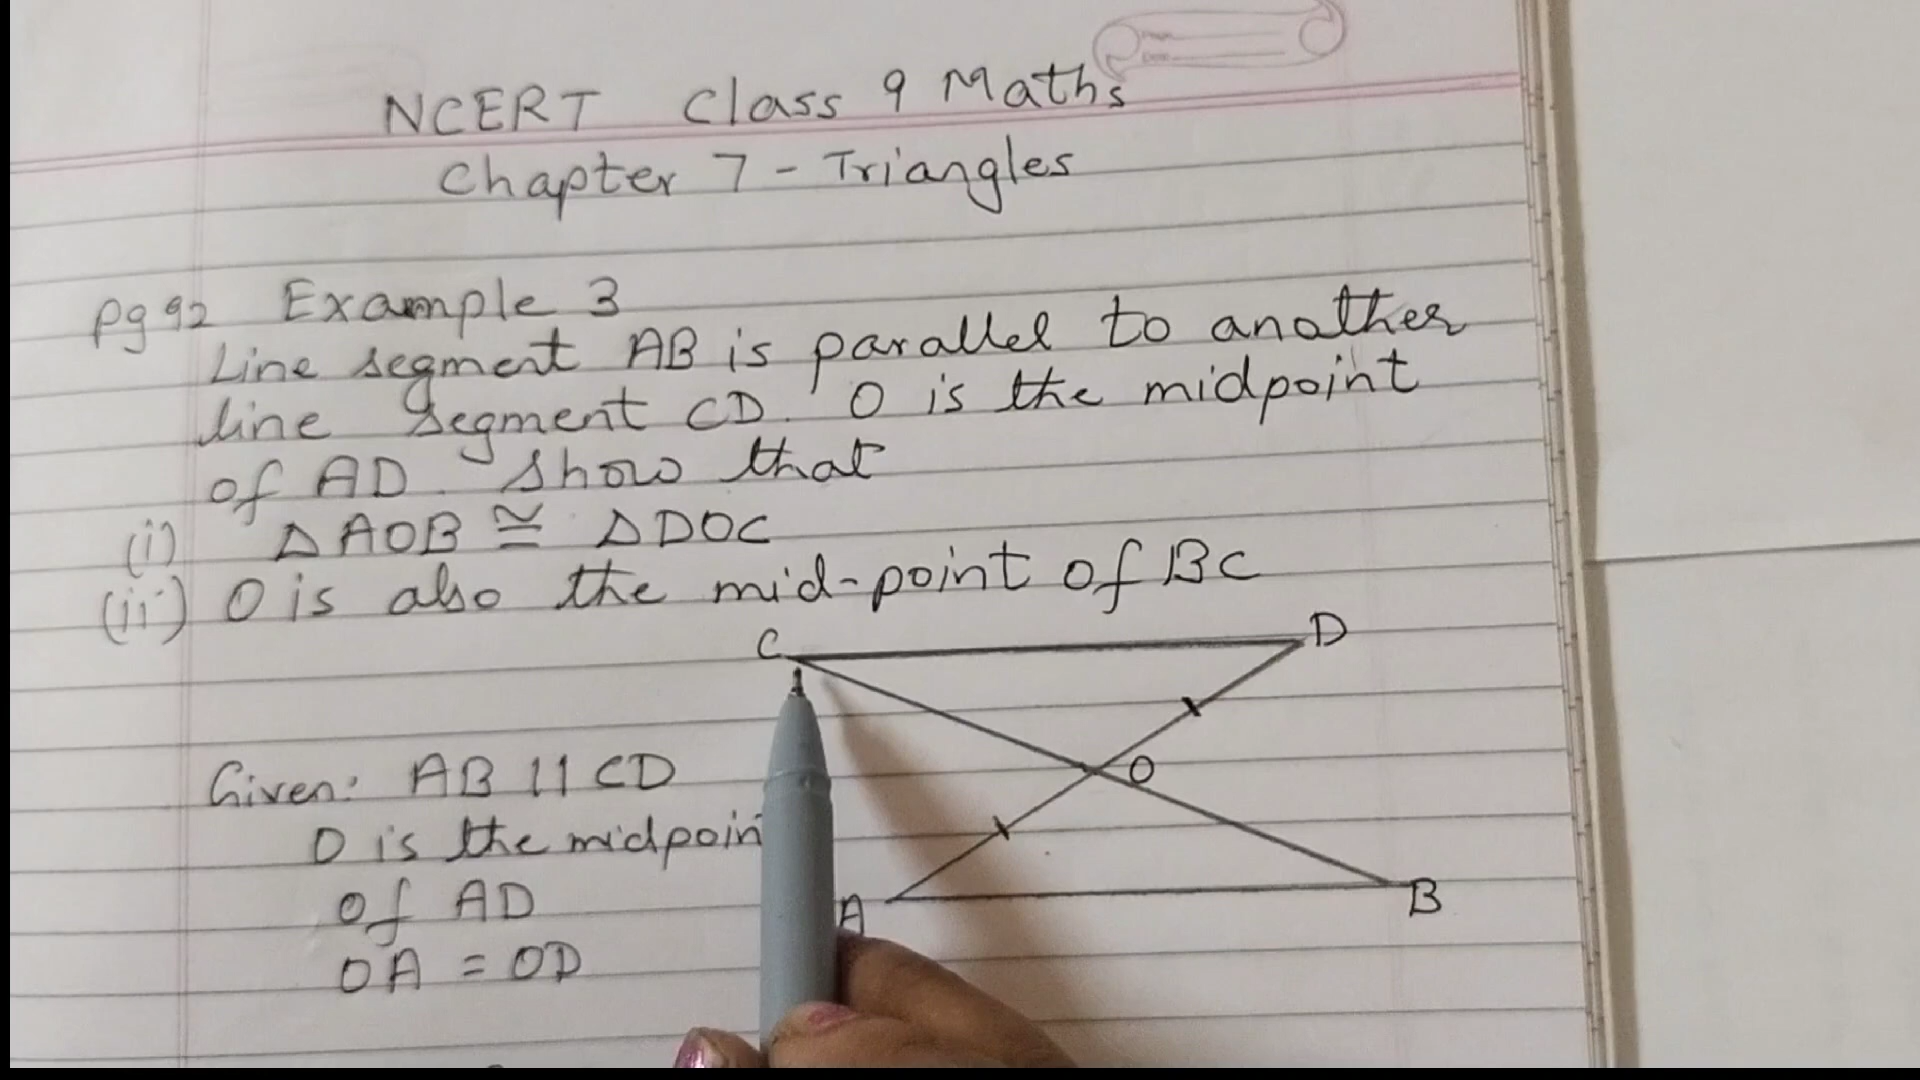 NCERT Class 9 Maths
Chapter 7 - Triangles
pg 92 Example 3
Line segment AB is parallel to another
line segment CD. O is the midpoint
of AD. Show that
(i) △AOB ≅ △DOC
(ii) O is also the mid-point of BC
C D
O
A B
Given: AB || CD
O is the midpoin
of AD
OA = OD